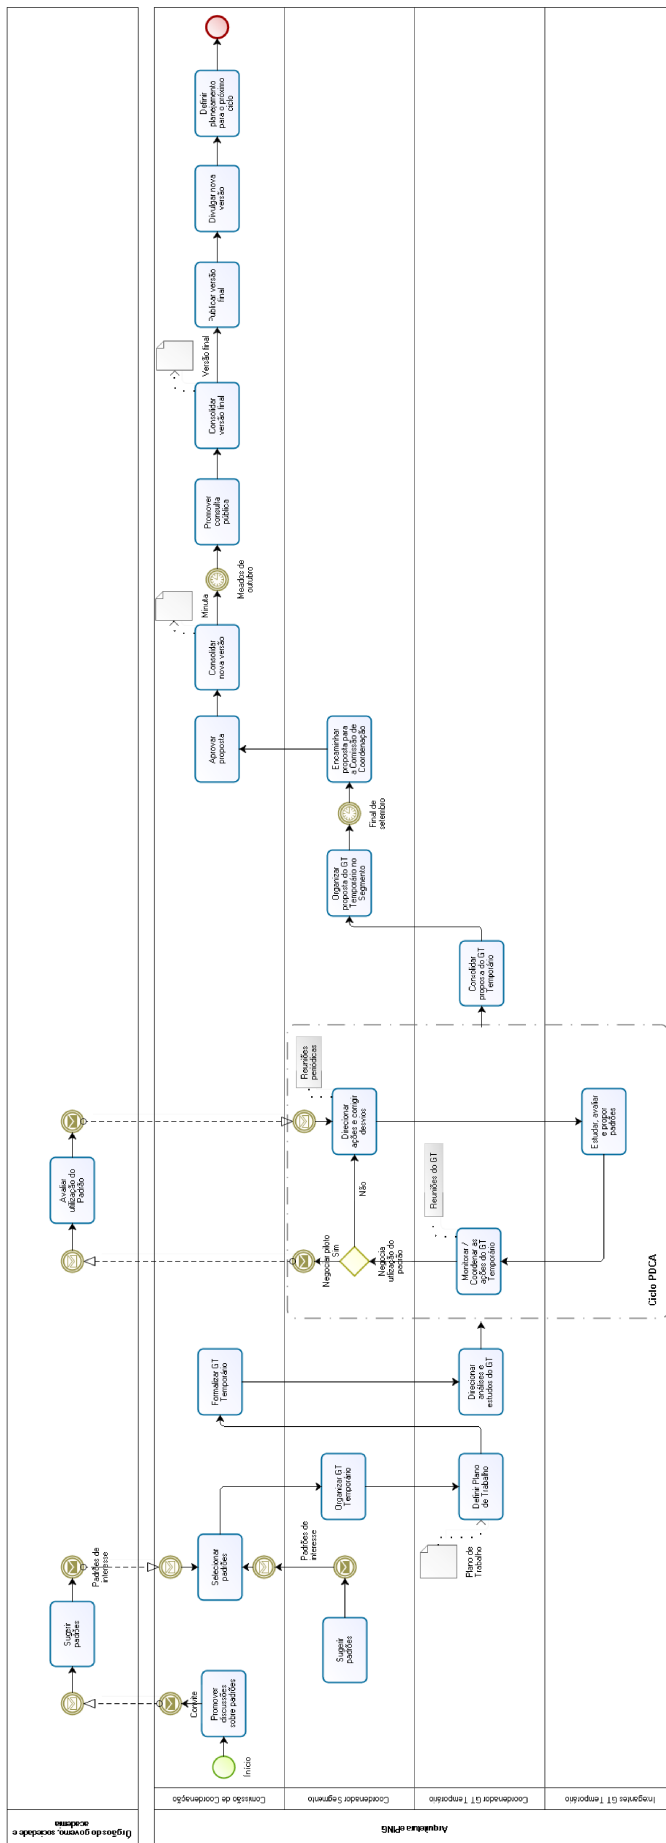 Definir
planejamento
para o próximo
ciclo
Divulgar nova
versão
Publicar versão
final
Versão final
Consolidar
versão final
Promover
consulta
pública
Meados de
outubro
Minuta
Consolidar
nova versão
Aprovar
proposta
Encaminhar
proposta para
a Comissão de
Coordenação
Final de
setembro
Organizar
proposta do GT
Temporário no
Segmento
Consolidar
proposta do GT
Temporário
Reuniões
periódicas
Direcionar
ações e corrigir
desvios
Estudar, avaliar
e propor
padrões
Avaliar
utilização do
Padrão
Não
Reuniões do GT
Negociar piloto
Sim
Negocia
utilização do
padrão
Monitorar /
Coordenar as
ações do GT
Temporário
Ciclo PDCA
Formalizar GT
Temporário
Direcionar
análises e
estudos do GT
Organizar GT
Temporário
Definir Plano
de Trabalho
Plano de
Trabalho
Padrões de
interesse
Selecionar
padrões
Padrões de
interesse
Sugerir
padrões
Sugerir
padrões
Convite
Promover
discussões
sobre padrões
Início
Comissão de Coordenação
Coordenador Segmento
Coordenador GT Temporário
Integantes GT Temporário
Órgãos do governo, sociedade e
academia
Arquitetura ePING